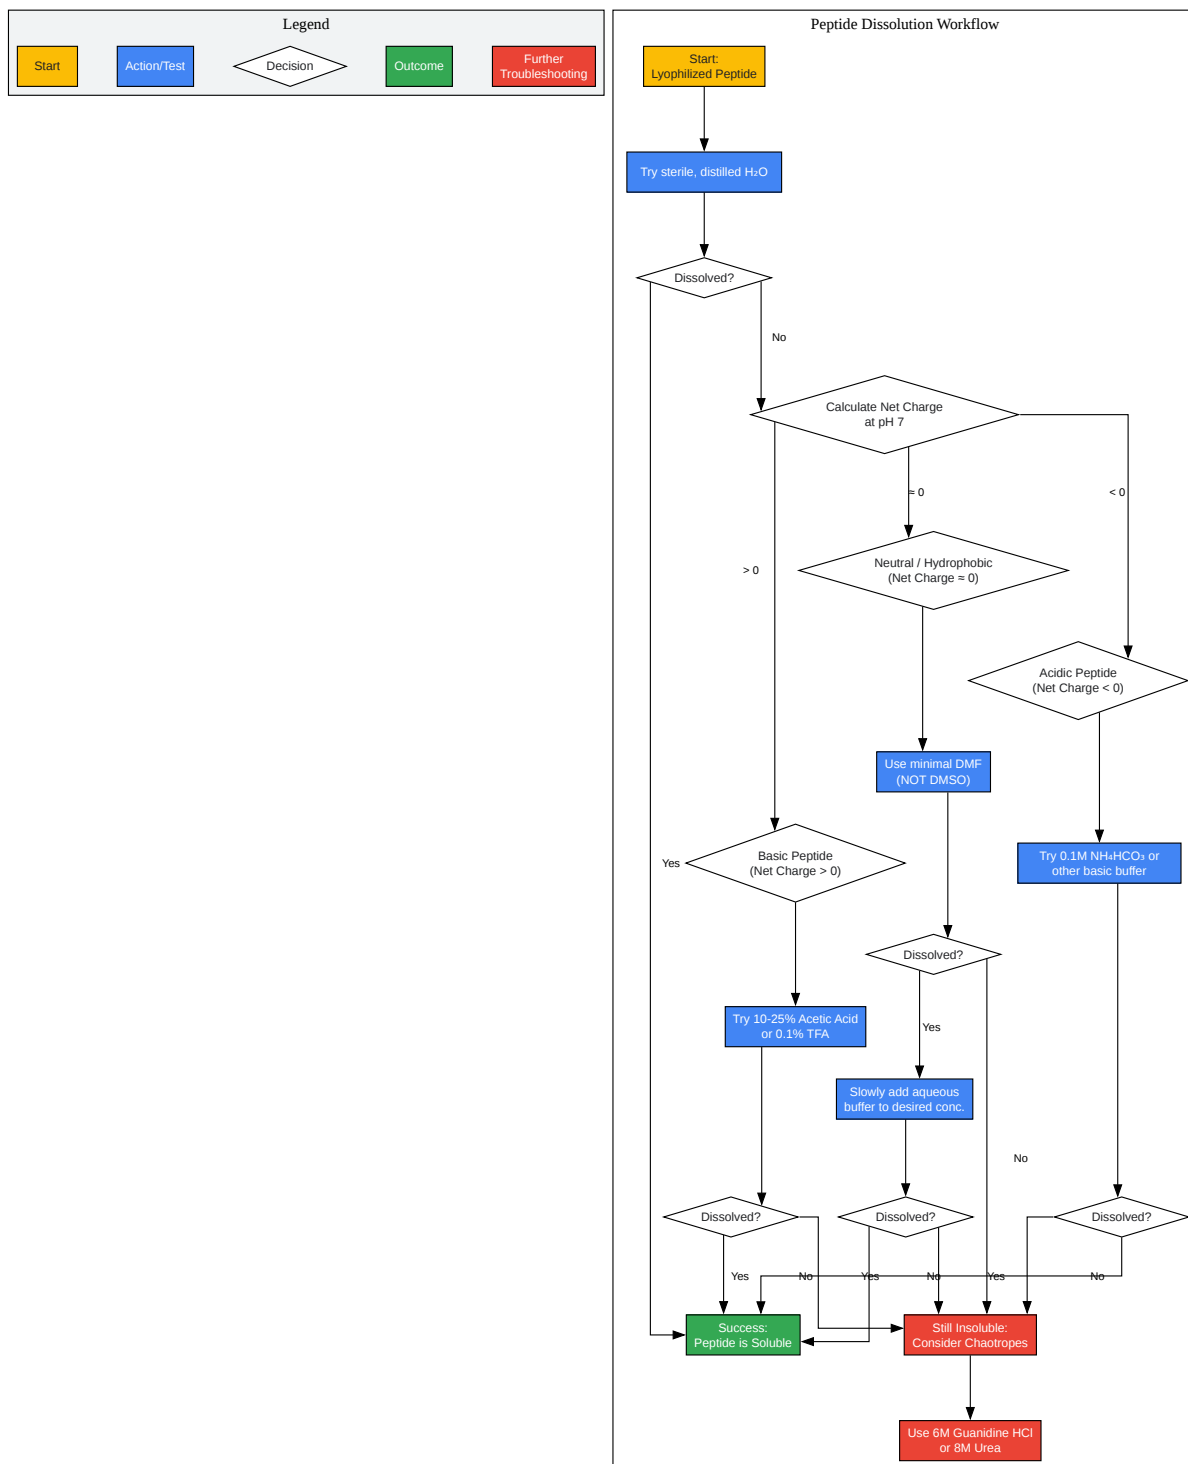 Legend
Start
Action/Test
Decision
Outcome
Further
Troubleshooting
Peptide Dissolution Workflow
Start:
Lyophilized Peptide
Try sterile, distilled H₂O
Dissolved?
No
Calculate Net Charge
at pH 7
≈ 0
< 0
> 0
Neutral / Hydrophobic
(Net Charge ≈ 0)
Acidic Peptide
(Net Charge < 0)
Use minimal DMF
(NOT DMSO)
Yes
Basic Peptide
(Net Charge > 0)
Try 0.1M NH₄HCO₃ or
other basic buffer
Dissolved?
Try 10-25% Acetic Acid
or 0.1% TFA
Yes
Slowly add aqueous
buffer to desired conc.
No
Dissolved?
Dissolved?
Dissolved?
Yes
No
Yes
No
Yes
No
Success:
Peptide is Soluble
Still Insoluble:
Consider Chaotropes
Use 6M Guanidine HCl
or 8M Urea